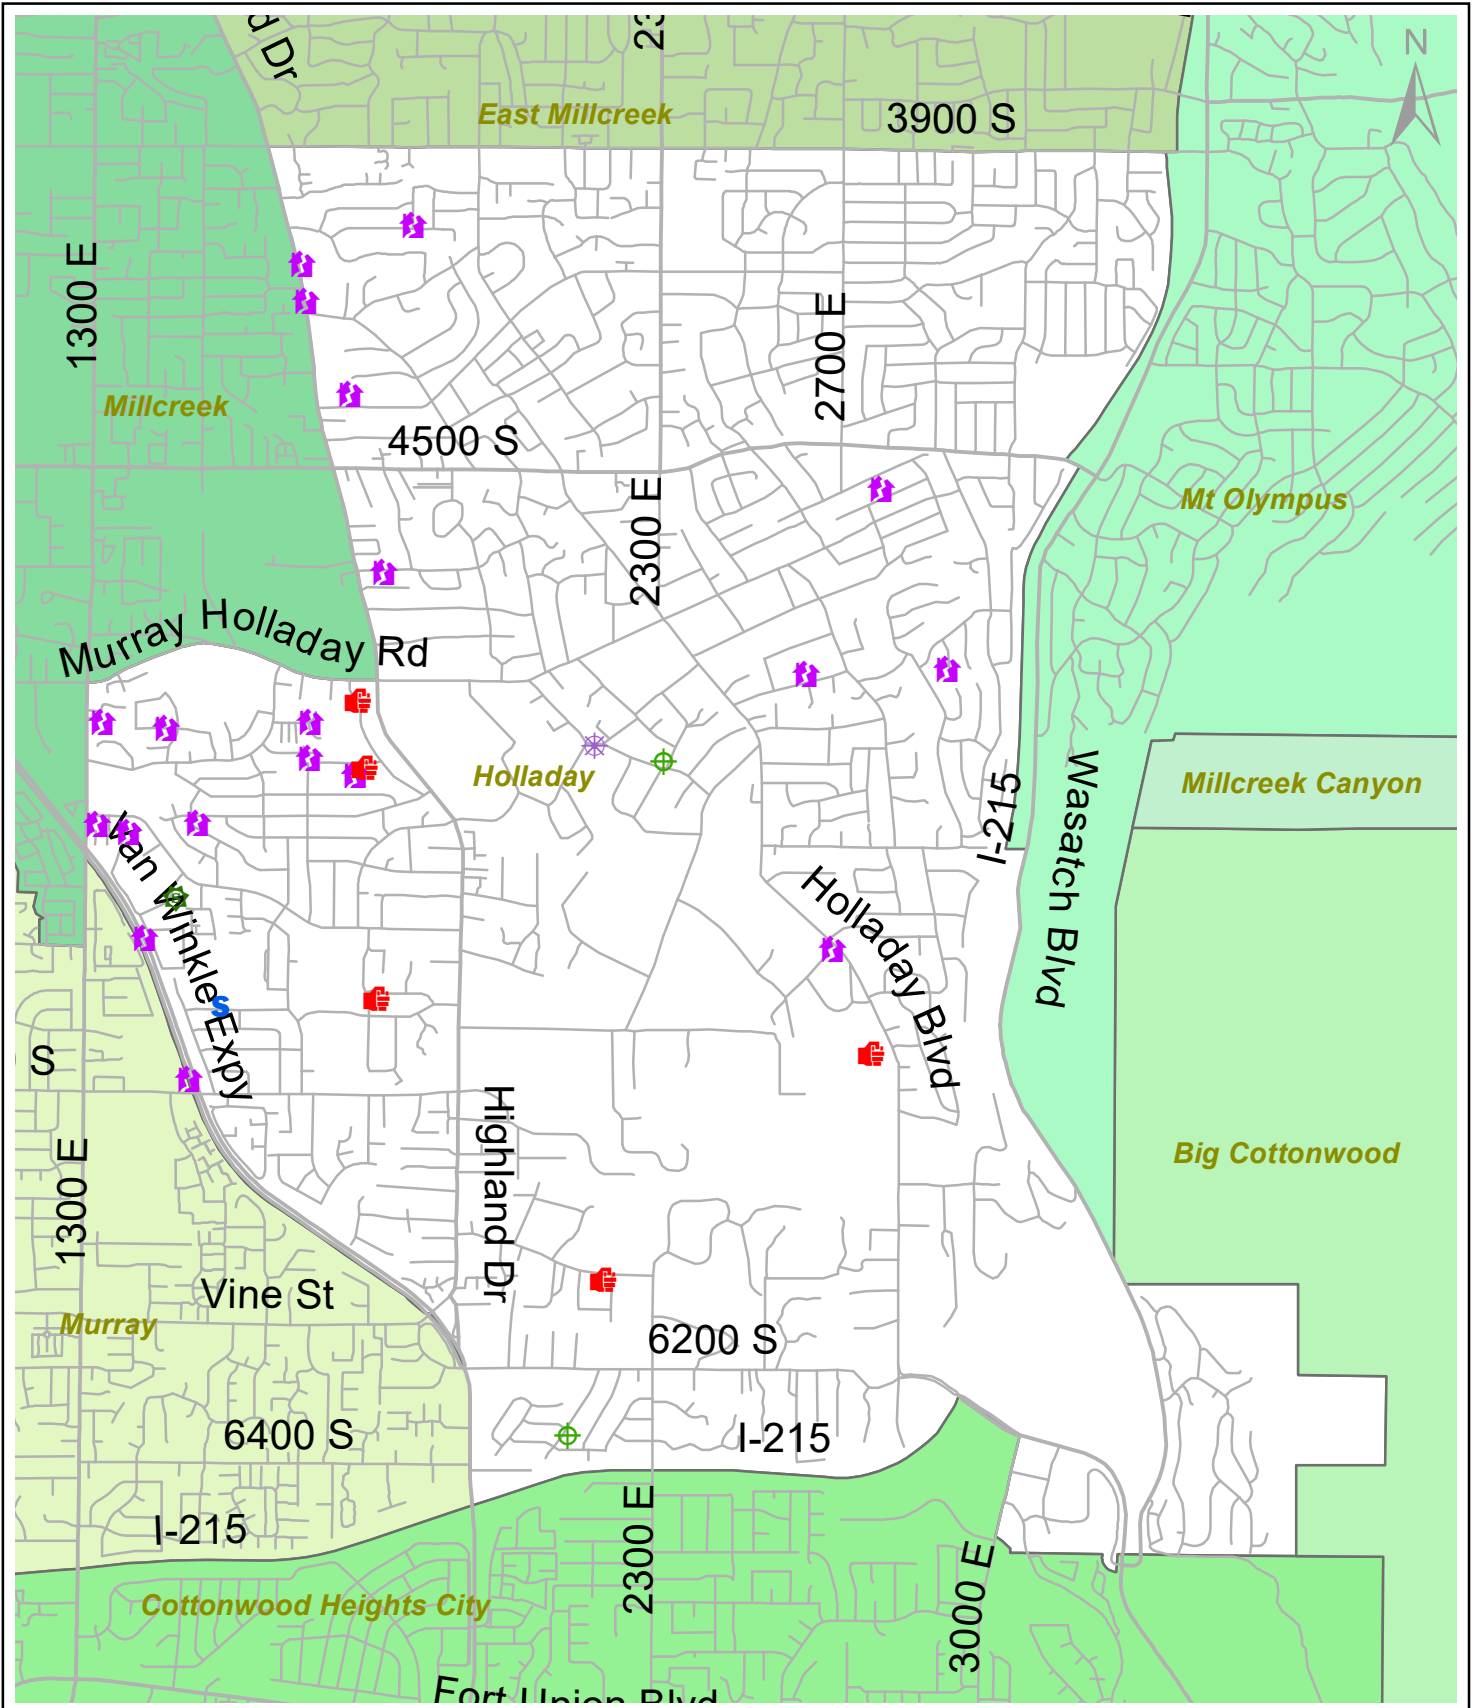 d Dr
23
N
East Millcreek
3900 S
1300 E
2700 E
Millcreek
4500 S
2300 E
Mt Olympus
Murray Holladay Rd
Holladay
Millcreek Canyon
I-215
Wasatch Blvd
Van Winkle Expy
Holladay Blvd
S
S
Highland Dr
1300 E
Big Cottonwood
Vine St
Murray
6200 S
6400 S
I-215
I-215
2300 E
3000 E
Cottonwood Heights City
Fort Union Blvd